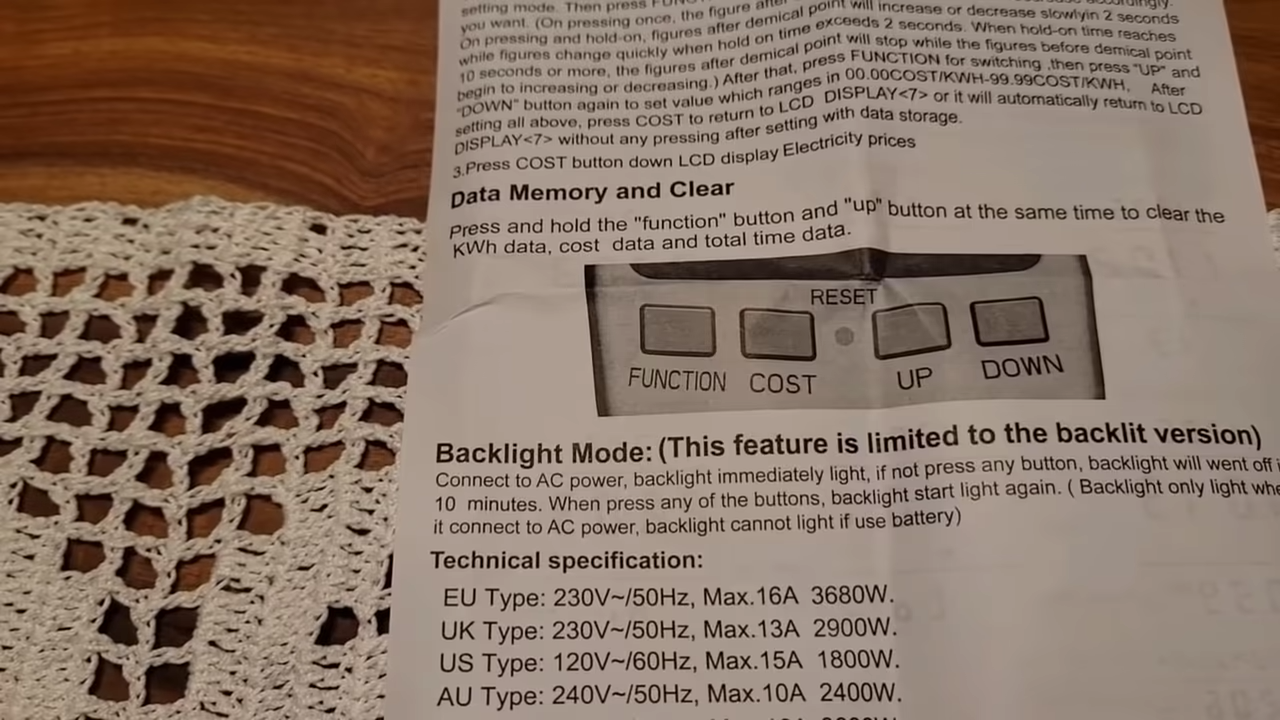 setting mode. Then press
you want. (On pressing once, the figure after demical point will increase or decrease slowlyin 2 seconds
On pressing and hold-on, figures after demical point exceeds 2 seconds. When hold-on time reaches
while figures change quickly when hold on time
10 seconds or more, the figures after demical point will stop while the figures before demical point
begin to increasing or decreasing.) After that, press FUNCTION for switching ,then press "UP" and
"DOWN" button again to set value which ranges in 00.00COST/KWH-99.99COST/KWH. After
setting all above, press COST to return to LCD DISPLAY<7> or it will automatically return to LCD
DISPLAY<7> without any pressing after setting with data storage.
3.Press COST button down LCD display Electricity prices
Data Memory and Clear
Press and hold the "function" button and "up" button at the same time to clear the
KWh data, cost data and total time data.
RESET
FUNCTION COST UP DOWN
Backlight Mode: (This feature is limited to the backlit version)
Connect to AC power, backlight immediately light, if not press any button, backlight will went off
10 minutes. When press any of the buttons, backlight start light again. ( Backlight only light
it connect to AC power, backlight cannot light if use battery)
Technical specification:
EU Type: 230V~/50Hz, Max.16A 3680W.
UK Type: 230V~/50Hz, Max.13A 2900W.
US Type: 120V~/60Hz, Max.15A 1800W.
AU Type: 240V~/50Hz, Max.10A 2400W.